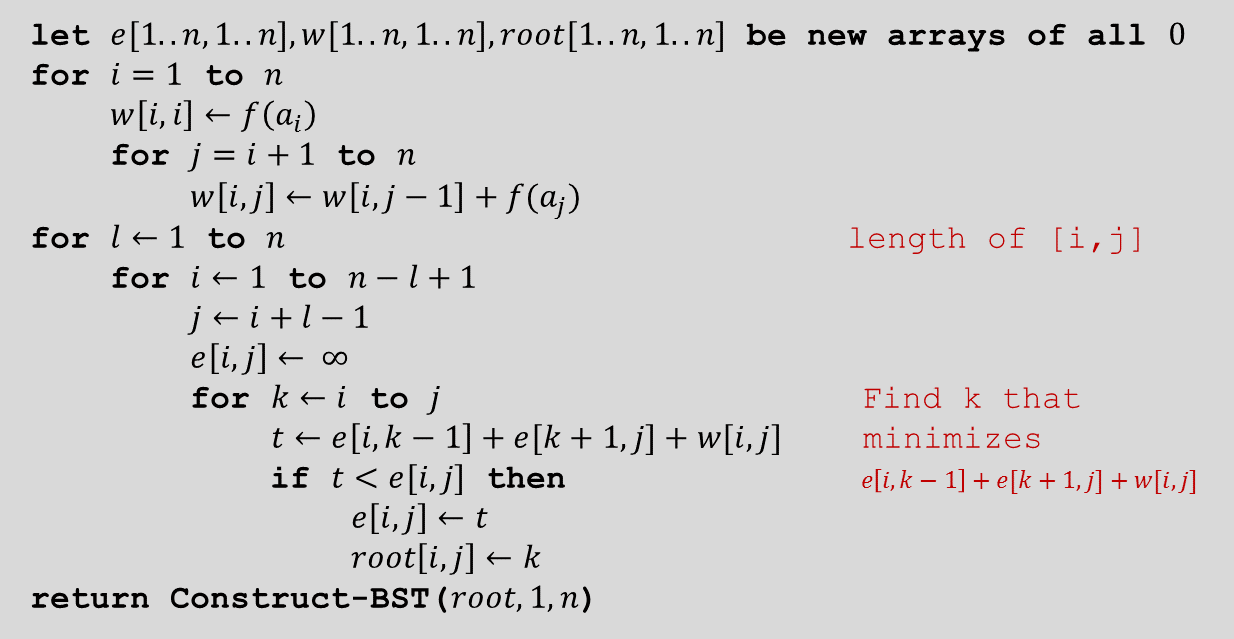 let e[1..n, 1..n], w[1..n, 1..n], root[1..n, 1..n] be new arrays of all 0
for i = 1 to n
w[i, i] ← f(aᵢ)
for j = i + 1 to n
w[i, j] ← w[i, j − 1] + f(aⱼ)
for l ← 1 to n length of [i,j]
for i ← 1 to n − l + 1
j ← i + l − 1
e[i, j] ← ∞
for k ← i to j Find k that
t ← e[i, k − 1] + e[k + 1, j] + w[i, j] minimizes
if t < e[i, j] then e[i, k − 1] + e[k + 1, j] + w[i, j]
e[i, j] ← t
root[i, j] ← k
return Construct-BST(root, 1, n)